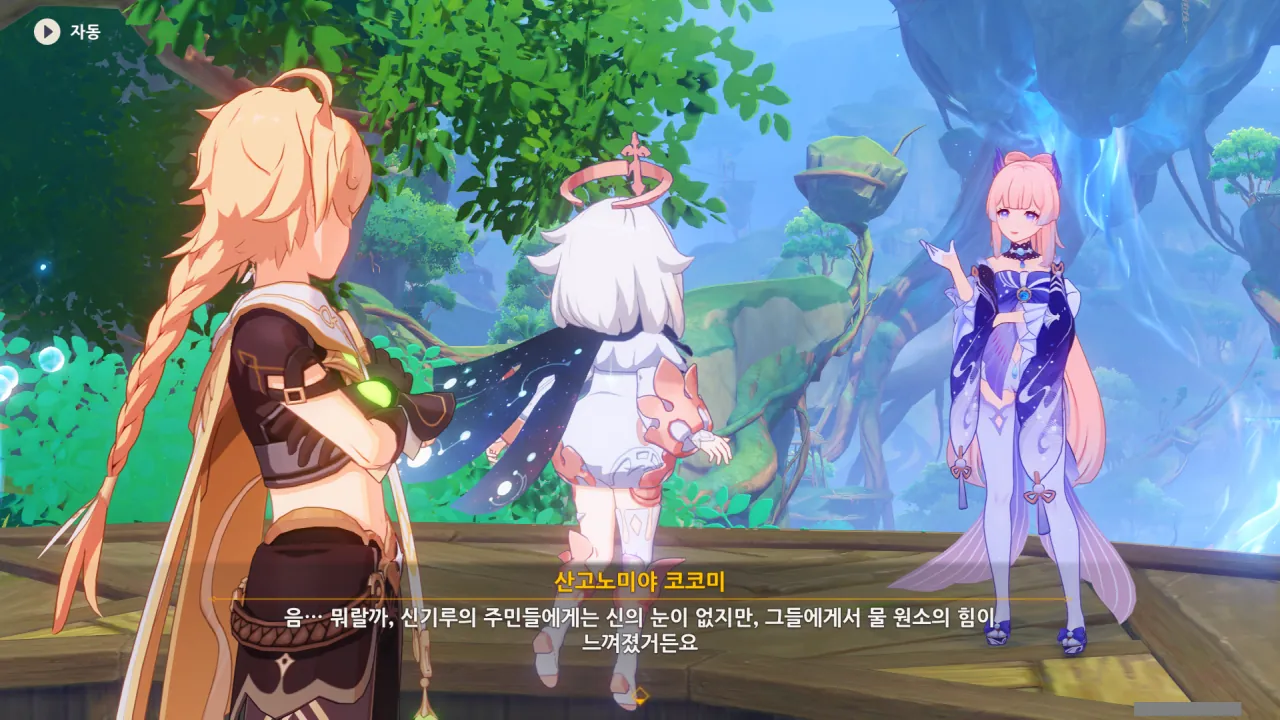 자동
산고노미야 코코미
음… 뭐랄까, 신기루의 주민들에게는 신의 눈이 없지만, 그들에게서 물 원소의 힘이
느껴졌거든요